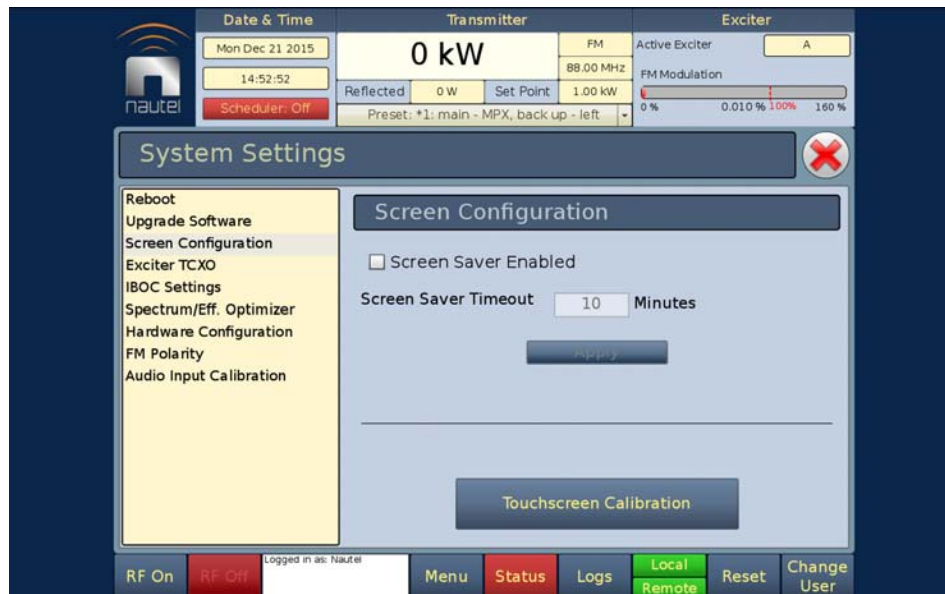 nautel
Date & Time
Mon Dec 21 2015
14:52:52
Scheduler: Off
Transmitter
0 kW
FM
88.00 MHz
Reflected
0 W
Set Point
1.00 kW
Preset: *1: main - MPX, back up - left
Exciter
Active Exciter
A
FM Modulation
0 %
0.010 %
100%
160 %
System Settings
Reboot
Upgrade Software
Screen Configuration
Exciter TCXO
IBOC Settings
Spectrum/Eff. Optimizer
Hardware Configuration
FM Polarity
Audio Input Calibration
Screen Configuration
Screen Saver Enabled
Screen Saver Timeout
10
Minutes
Apply
Touchscreen Calibration
RF On
RF Off
Logged in as: Nautel
Menu
Status
Logs
Local
Remote
Reset
Change
User